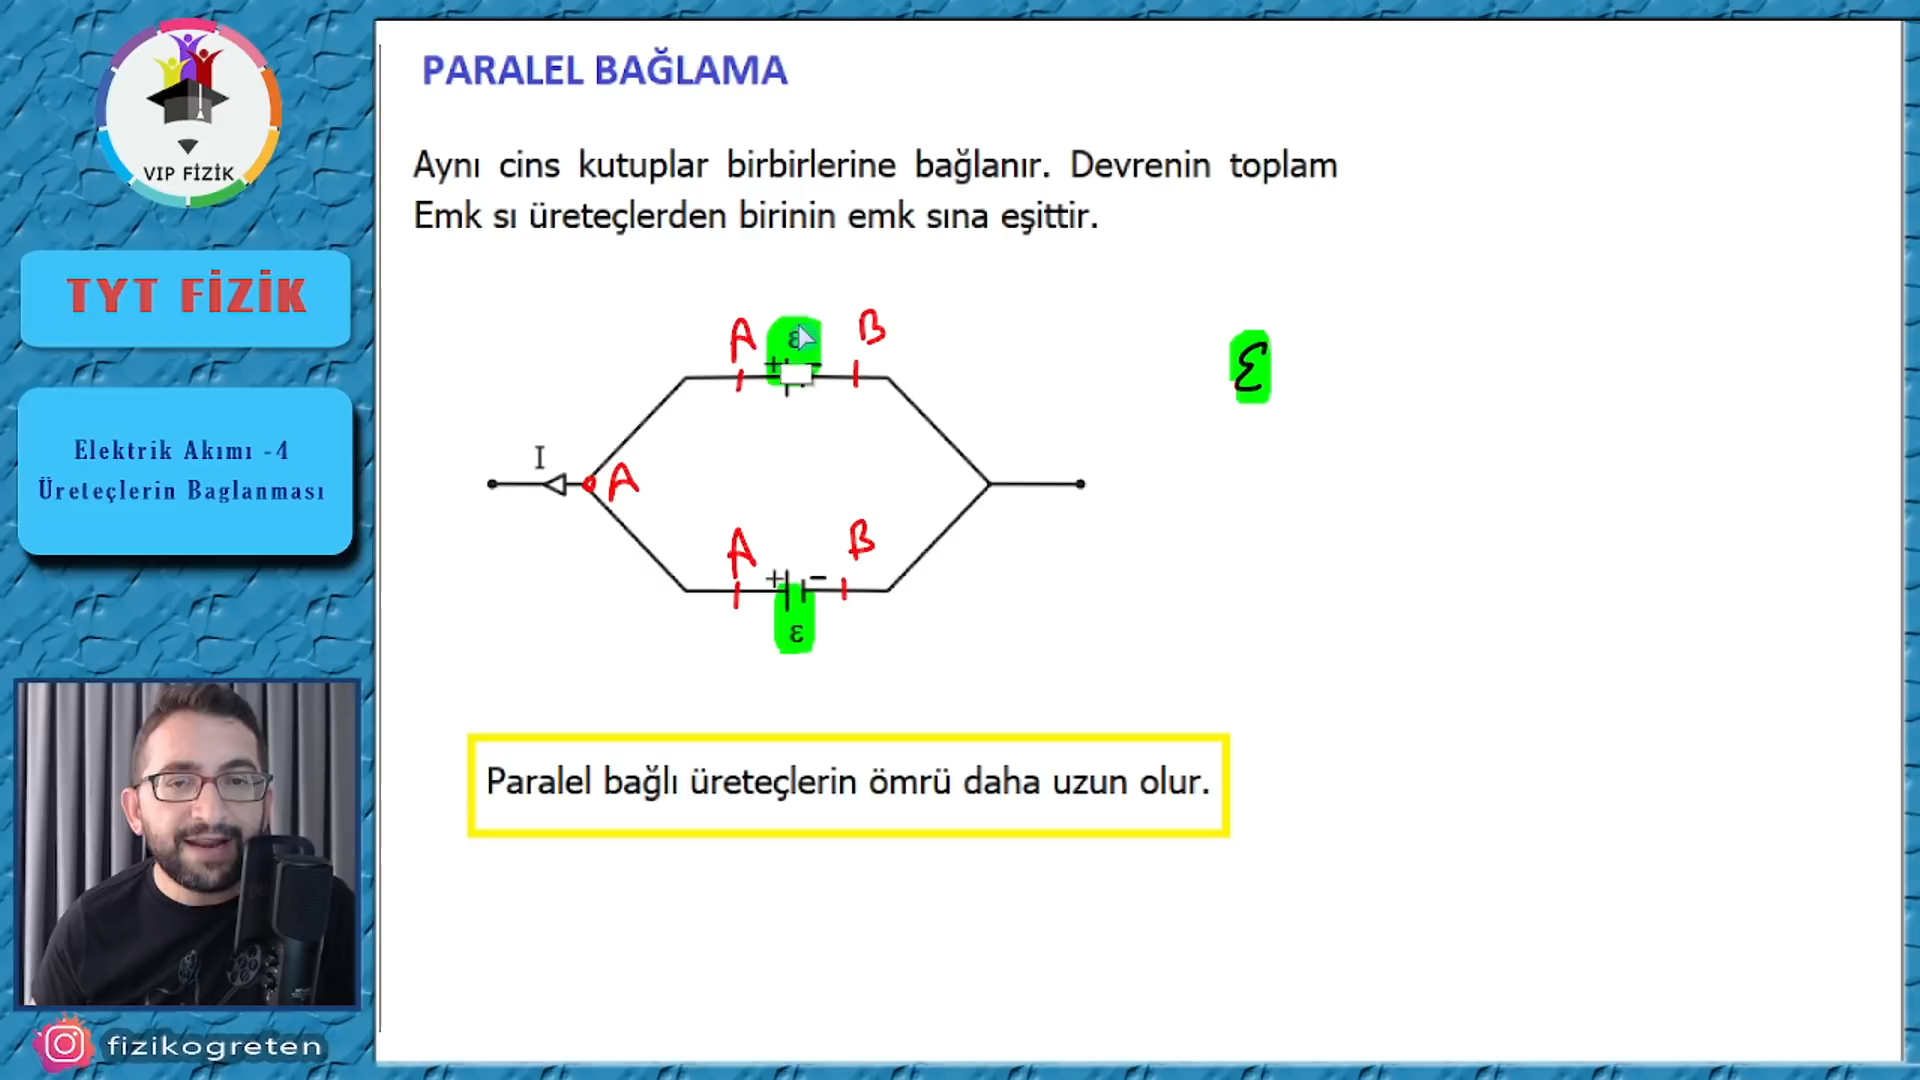 VIP FİZİK
TYT FİZİK
Elektrik Akımı -4
Üreteçlerin Baglanması
fizikogreten
PARALEL BAĞLAMA
Aynı cins kutuplar birbirlerine bağlanır. Devrenin toplam
Emk sı üreteçlerden birinin emk sına eşittir.
A ε B
+ -
ε
I
A
A B
+ -
ε
Paralel bağlı üreteçlerin ömrü daha uzun olur.